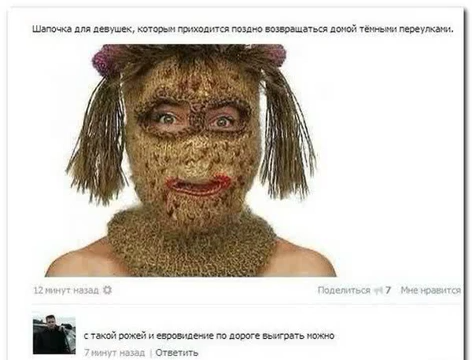 Шапочка для девушек, которым приходится поздно возвращаться домой тёмными переулками.
12 минут назад Поделиться 7 Мне нравится
с такой рожей и евровидение по дороге выиграть можно
7 минут назад | Ответить